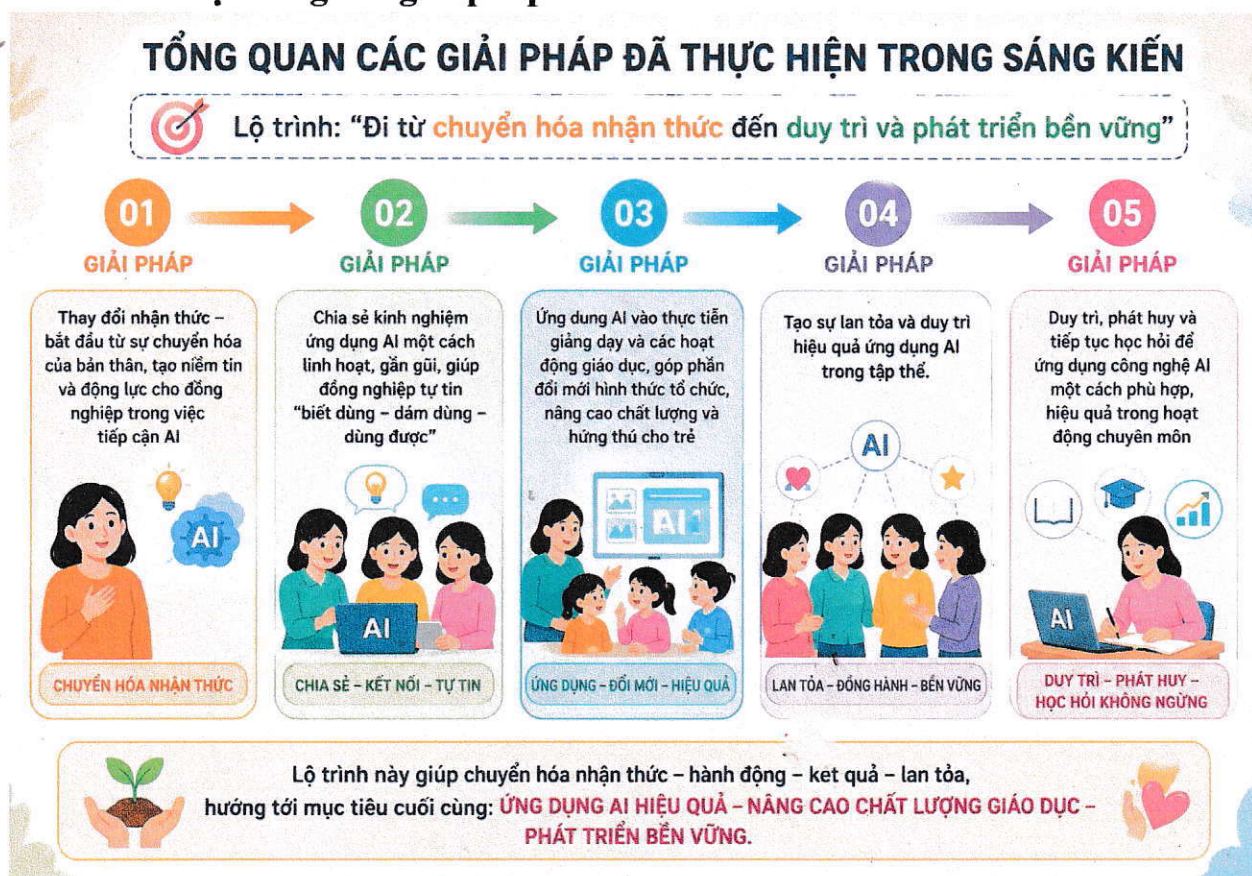 TỔNG QUAN CÁC GIẢI PHÁP ĐÃ THỰC HIỆN TRONG SÁNG KIẾN
Lộ trình: “Đi từ chuyển hóa nhận thức đến duy trì và phát triển bền vững”
01
GIẢI PHÁP
Thay đổi nhận thức –
bắt đầu từ sự chuyển hóa
của bản thân, tạo niềm tin
và động lực cho đồng
nghiệp trong việc
tiếp cận AI
AI
CHUYỂN HÓA NHẬN THỨC
02
GIẢI PHÁP
Chia sẻ kinh nghiệm
ứng dụng AI một cách
linh hoạt, gần gũi, giúp
đồng nghiệp tự tin
“biết dùng – dám dùng –
dùng được”
AI
CHIA SẺ – KẾT NỐI – TỰ TIN
03
GIẢI PHÁP
Ứng dụng AI vào thực tiễn
giảng dạy và các hoạt
động giáo dục, góp phần
đổi mới hình thức tổ chức,
nâng cao chất lượng và
hứng thú cho trẻ
AI
ỨNG DỤNG – ĐỔI MỚI – HIỆU QUẢ
04
GIẢI PHÁP
Tạo sự lan tỏa và duy trì
hiệu quả ứng dụng AI
trong tập thể.
AI
LAN TỎA – ĐỒNG HÀNH – BỀN VỮNG
05
GIẢI PHÁP
Duy trì, phát huy và
tiếp tục học hỏi để
ứng dụng công nghệ AI
một cách phù hợp,
hiệu quả trong hoạt
động chuyên môn
AI
DUY TRÌ – PHÁT HUY –
HỌC HỎI KHÔNG NGỪNG
Lộ trình này giúp chuyển hóa nhận thức – hành động – kết quả – lan tỏa,
hướng tới mục tiêu cuối cùng: ỨNG DỤNG AI HIỆU QUẢ – NÂNG CAO CHẤT LƯỢNG GIÁO DỤC –
PHÁT TRIỂN BỀN VỮNG.